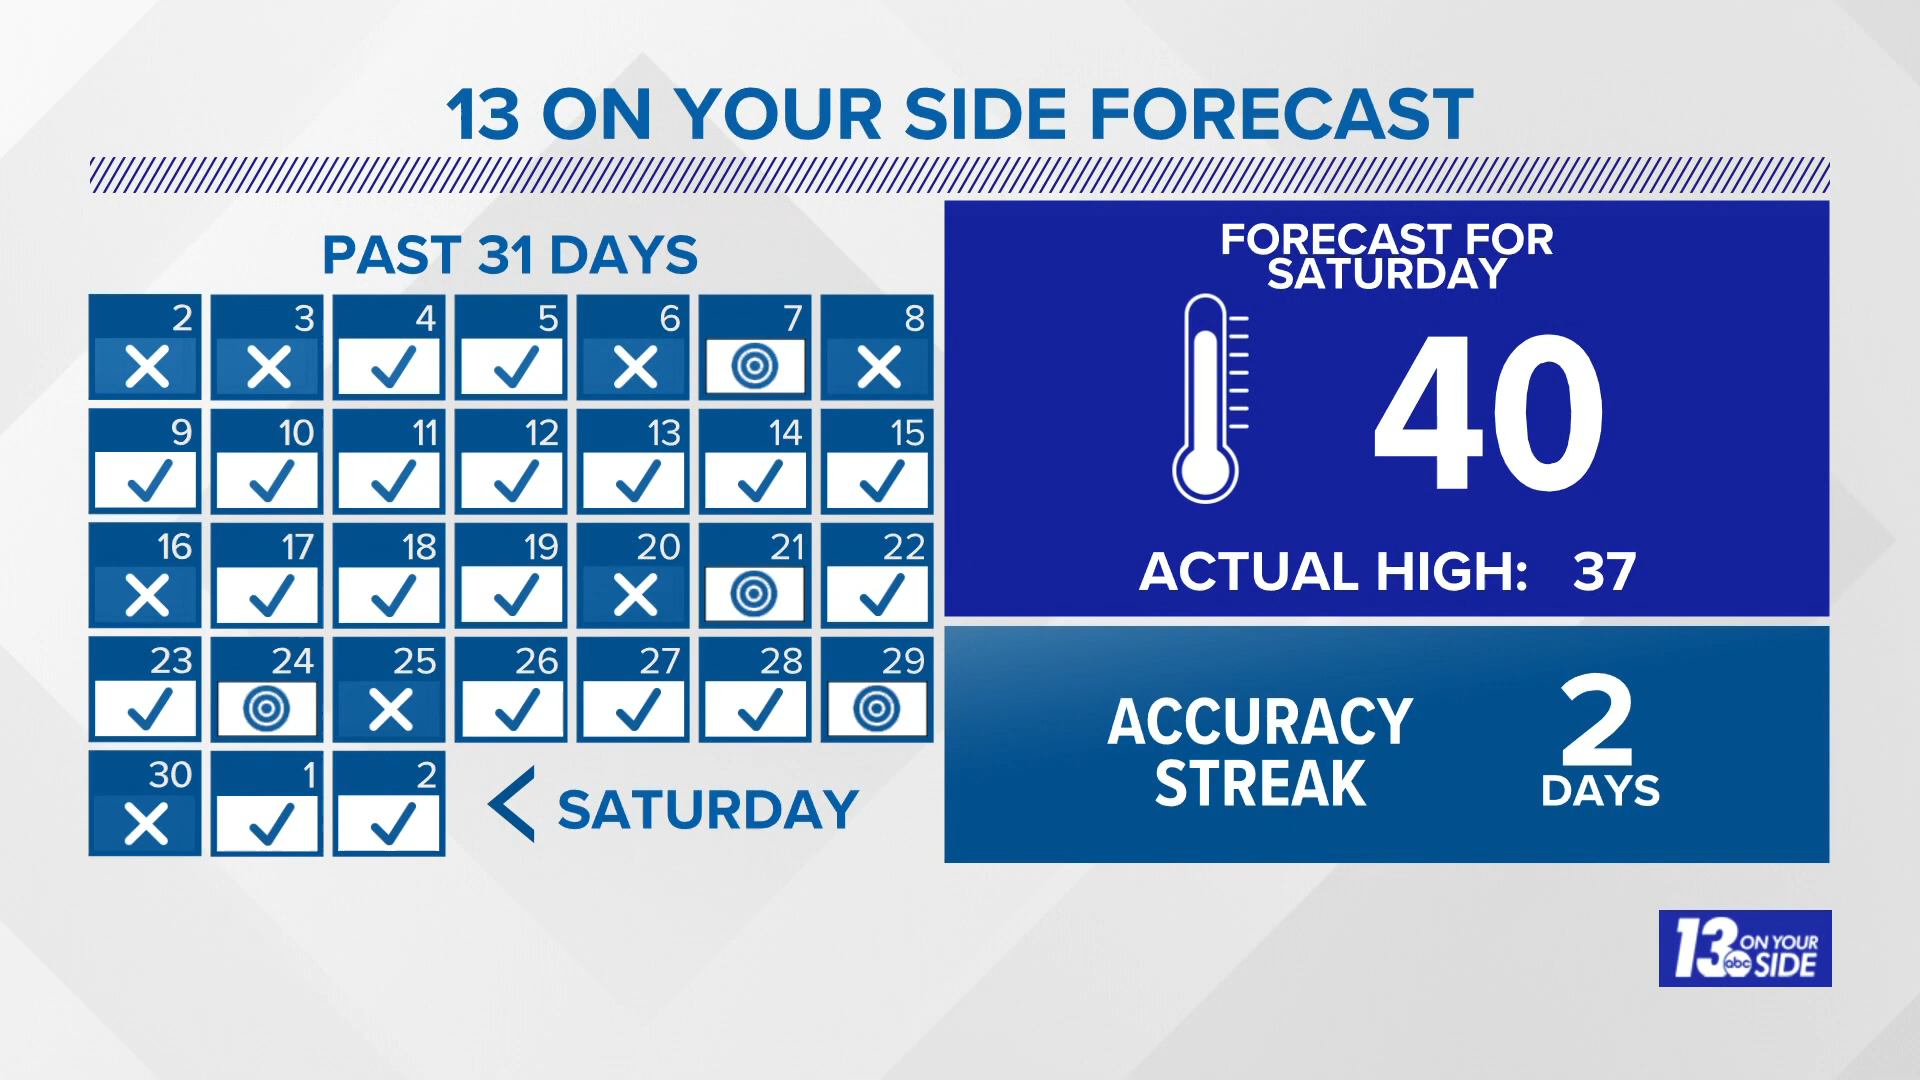 13 ON YOUR SIDE FORECAST
PAST 31 DAYS
2 3 4 5 6 7 8
9 10 11 12 13 14 15
16 17 18 19 20 21 22
23 24 25 26 27 28 29
30 1 2
< SATURDAY
FORECAST FOR
SATURDAY
40
ACTUAL HIGH: 37
ACCURACY
STREAK
2
DAYS
13 ON YOUR
abc SIDE